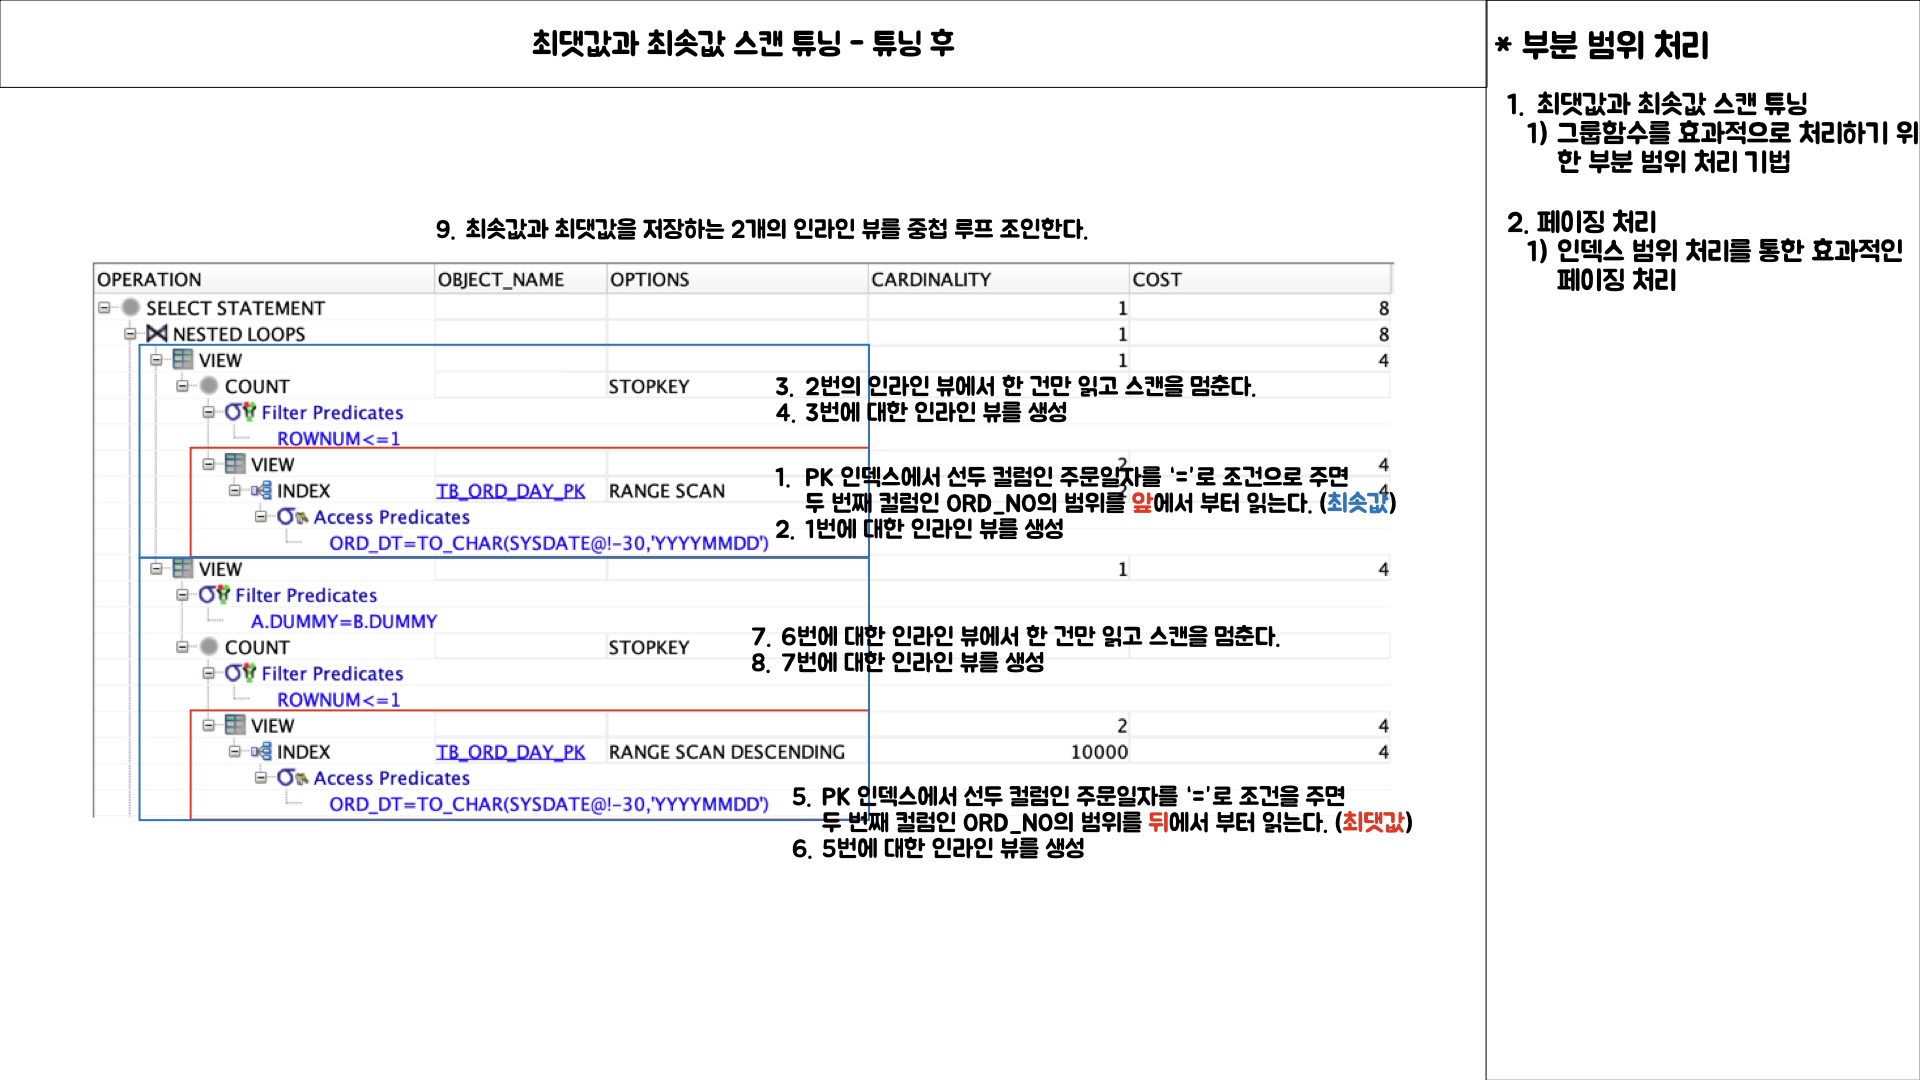 최댓값과 최솟값 스캔 튜닝 - 튜닝 후
* 부분 범위 처리
1. 최댓값과 최솟값 스캔 튜닝
1) 그룹함수를 효과적으로 처리하기 위
한 부분 범위 처리 기법
2. 페이징 처리
1) 인덱스 범위 처리를 통한 효과적인
페이징 처리
9. 최솟값과 최댓값을 저장하는 2개의 인라인 뷰를 중첩 루프 조인한다.
OPERATION OBJECT_NAME OPTIONS CARDINALITY COST
SELECT STATEMENT 1 8
NESTED LOOPS 1 8
VIEW 1 4
COUNT STOPKEY
3. 2번의 인라인 뷰에서 한 건만 읽고 스캔을 멈춘다.
Filter Predicates
4. 3번에 대한 인라인 뷰를 생성
ROWNUM<=1
VIEW 2 4
1. PK 인덱스에서 선두 컬럼인 주문일자를 ‘=’로 조건으로 주면
INDEX TB_ORD_DAY_PK RANGE SCAN 4
두 번째 컬럼인 ORD_NO의 범위를 앞에서 부터 읽는다. (최솟값)
Access Predicates
2. 1번에 대한 인라인 뷰를 생성
ORD_DT=TO_CHAR(SYSDATE@!-30,'YYYYMMDD')
VIEW 1 4
Filter Predicates
A.DUMMY=B.DUMMY
7. 6번에 대한 인라인 뷰에서 한 건만 읽고 스캔을 멈춘다.
COUNT STOPKEY
8. 7번에 대한 인라인 뷰를 생성
Filter Predicates
ROWNUM<=1
VIEW 2 4
INDEX TB_ORD_DAY_PK RANGE SCAN DESCENDING 10000 4
Access Predicates
5. PK 인덱스에서 선두 컬럼인 주문일자를 ‘=’로 조건을 주면
ORD_DT=TO_CHAR(SYSDATE@!-30,'YYYYMMDD')
두 번째 컬럼인 ORD_NO의 범위를 뒤에서 부터 읽는다. (최댓값)
6. 5번에 대한 인라인 뷰를 생성